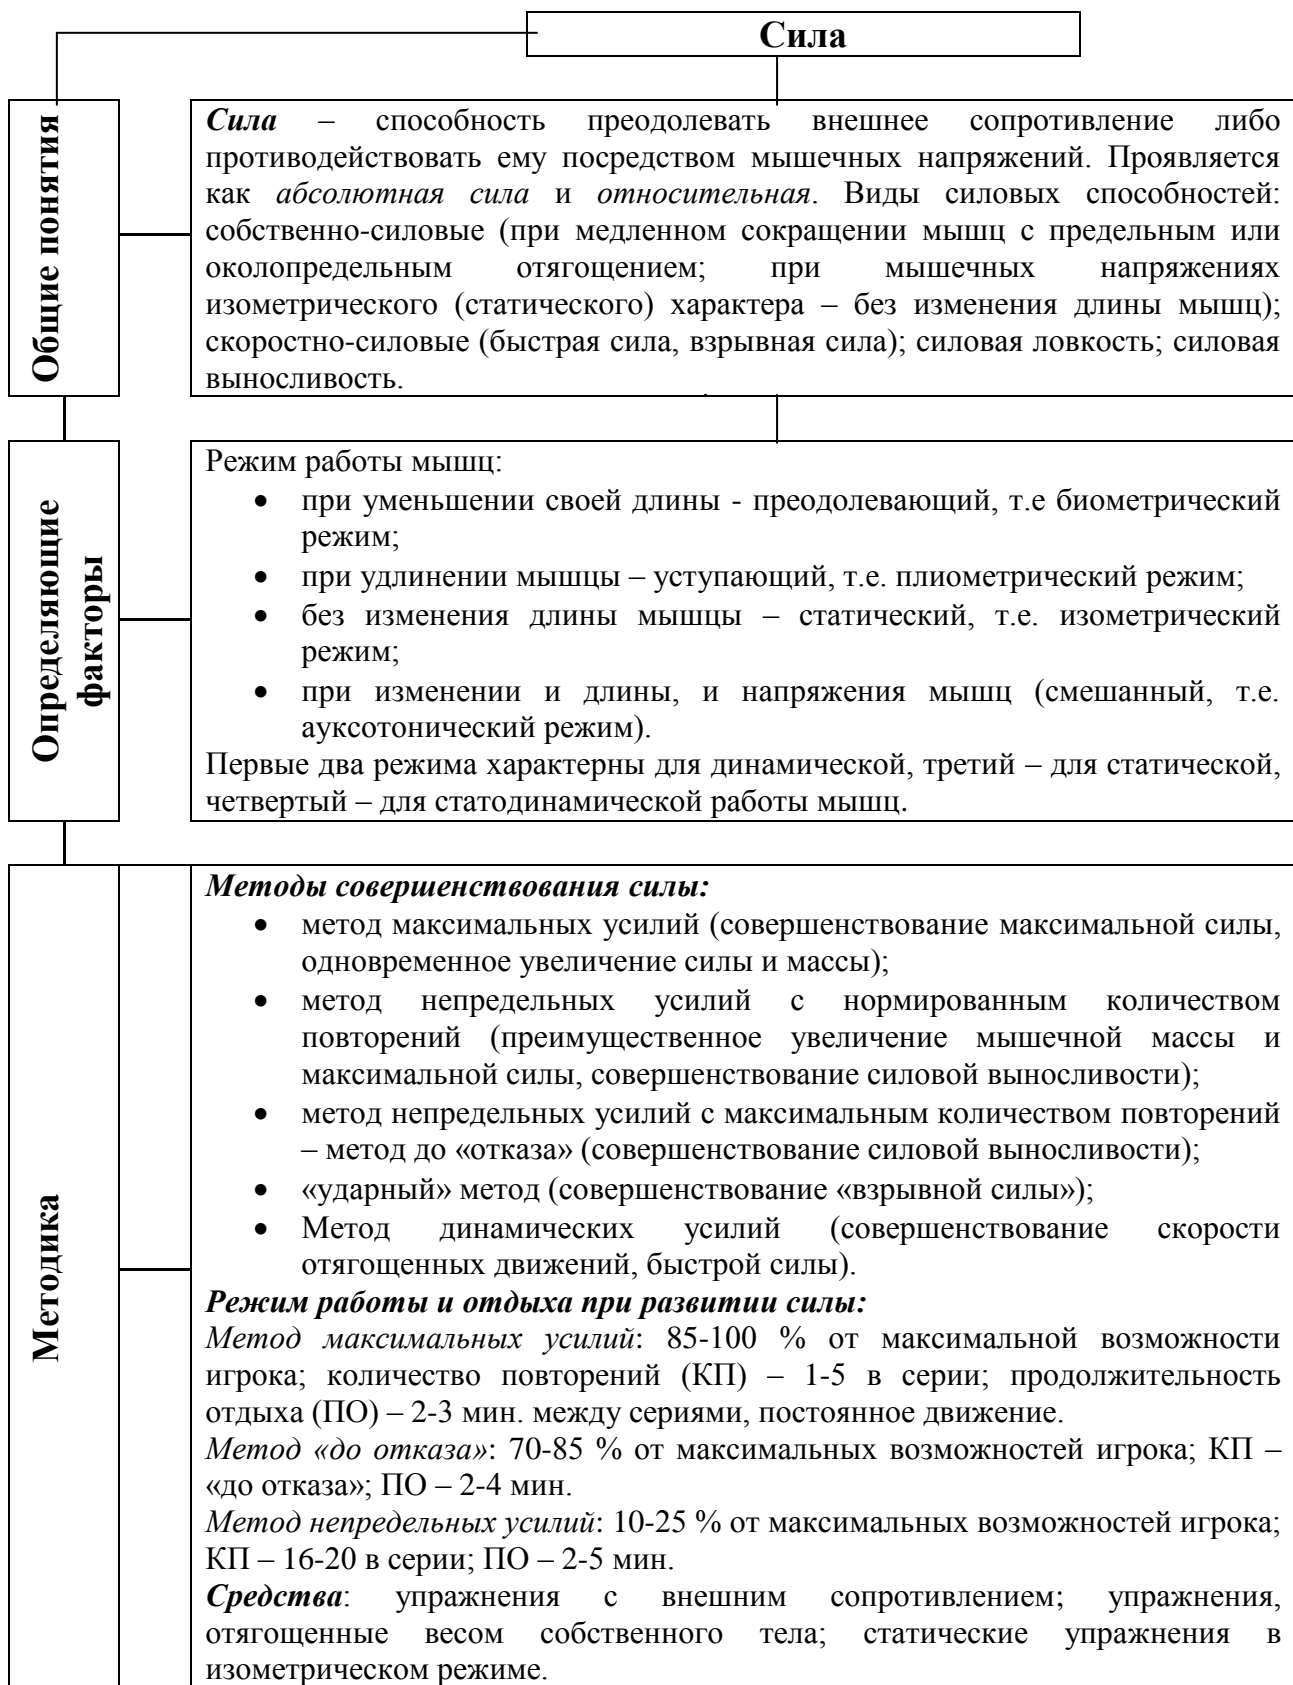 Сила
Общие понятия
Сила – способность преодолевать внешнее сопротивление либо
противодействовать ему посредством мышечных напряжений. Проявляется
как абсолютная сила и относительная. Виды силовых способностей:
собственно-силовые (при медленном сокращении мышц с предельным или
околопредельным отягощением; при мышечных напряжениях
изометрического (статического) характера – без изменения длины мышц);
скоростно-силовые (быстрая сила, взрывная сила); силовая ловкость; силовая
выносливость.
Определяющие
факторы
Режим работы мышц:
• при уменьшении своей длины - преодолевающий, т.е биометрический
режим;
• при удлинении мышцы – уступающий, т.е. плиометрический режим;
• без изменения длины мышцы – статический, т.е. изометрический
режим;
• при изменении и длины, и напряжения мышц (смешанный, т.е.
ауксотонический режим).
Первые два режима характерны для динамической, третий – для статической,
четвертый – для статодинамической работы мышц.
Методика
Методы совершенствования силы:
• метод максимальных усилий (совершенствование максимальной силы,
одновременное увеличение силы и массы);
• метод непредельных усилий с нормированным количеством
повторений (преимущественное увеличение мышечной массы и
максимальной силы, совершенствование силовой выносливости);
• метод непредельных усилий с максимальным количеством повторений
– метод до «отказа» (совершенствование силовой выносливости);
• «ударный» метод (совершенствование «взрывной силы»);
• Метод динамических усилий (совершенствование скорости
отягощенных движений, быстрой силы).
Режим работы и отдыха при развитии силы:
Метод максимальных усилий: 85-100 % от максимальной возможности
игрока; количество повторений (КП) – 1-5 в серии; продолжительность
отдыха (ПО) – 2-3 мин. между сериями, постоянное движение.
Метод «до отказа»: 70-85 % от максимальных возможностей игрока; КП –
«до отказа»; ПО – 2-4 мин.
Метод непредельных усилий: 10-25 % от максимальных возможностей игрока;
КП – 16-20 в серии; ПО – 2-5 мин.
Средства: упражнения с внешним сопротивлением; упражнения,
отягощенные весом собственного тела; статические упражнения в
изометрическом режиме.